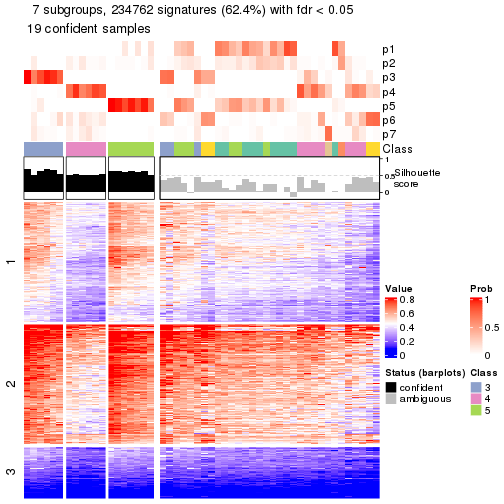 7 subgroups, 234762 signatures (62.4%) with fdr < 0.05
19 confident samples
p1
p2
p3
p4
p5
p6
p7
Class
1
0.5
0
Silhouette
score
1
2
3
Value
0.8
0.6
0.4
0.2
0
Prob
1
0.5
0
Status (barplots)
confident
ambiguous
Class
3
4
5